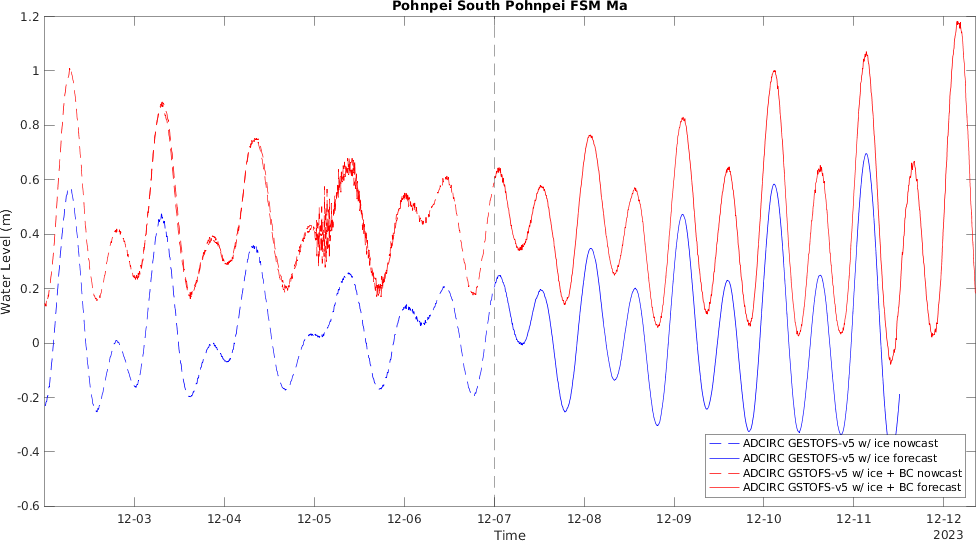 Pohnpei South Pohnpei FSM Ma
1.2
1
0.8
0.6
0.4
0.2
0
-0.2
-0.4
-0.6
Water Level (m)
ADCIRC GESTOFS-v5 w/ ice nowcast
ADCIRC GESTOFS-v5 w/ ice forecast
ADCIRC GSTOFS-v5 w/ ice + BC nowcast
ADCIRC GSTOFS-v5 w/ ice + BC forecast
12-03 12-04 12-05 12-06 12-07 12-08 12-09 12-10 12-11 12-12
Time 2023